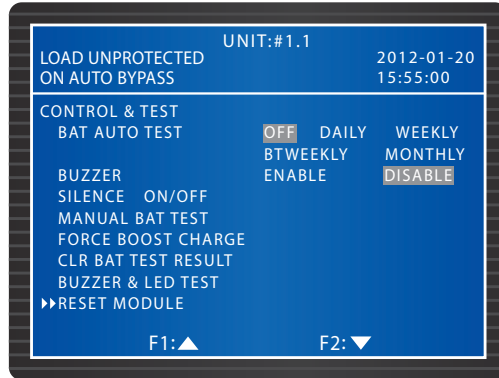 UNIT:#1.1
LOAD UNPROTECTED 2012-01-20
ON AUTO BYPASS 15:55:00
CONTROL & TEST
BAT AUTO TEST OFF DAILY WEEKLY
BTWEEKLY MONTHLY
BUZZER ENABLE DISABLE
SILENCE ON/OFF
MANUAL BAT TEST
FORCE BOOST CHARGE
CLR BAT TEST RESULT
BUZZER & LED TEST
▸▸RESET MODULE
F1:▲ F2:▼